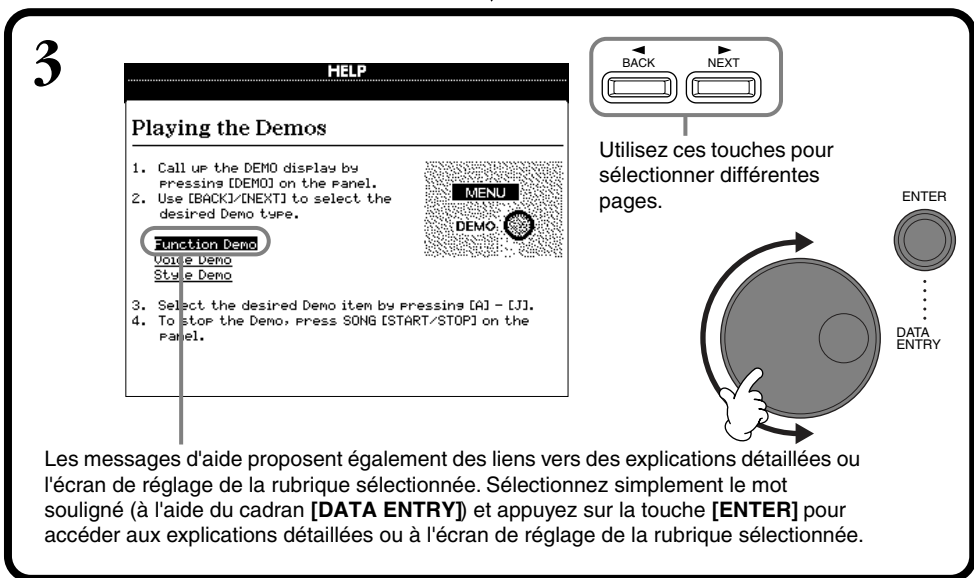 3
HELP
Playing the Demos
1. Call up the DEMO display by
pressing [DEMO] on the panel.
2. Use [BACK]/[NEXT] to select the
desired Demo type.
Function Demo
Voice Demo
Style Demo
3. Select the desired Demo item by pressing [A] - [J].
4. To stop the Demo, press SONG [START/STOP] on the
panel.
MENU
DEMO
BACK NEXT
Utilisez ces touches pour
sélectionner différentes
pages.
ENTER
DATA
ENTRY
Les messages d'aide proposent également des liens vers des explications détaillées ou
l'écran de réglage de la rubrique sélectionnée. Sélectionnez simplement le mot
souligné (à l'aide du cadran [DATA ENTRY]) et appuyez sur la touche [ENTER] pour
accéder aux explications détaillées ou à l'écran de réglage de la rubrique sélectionnée.